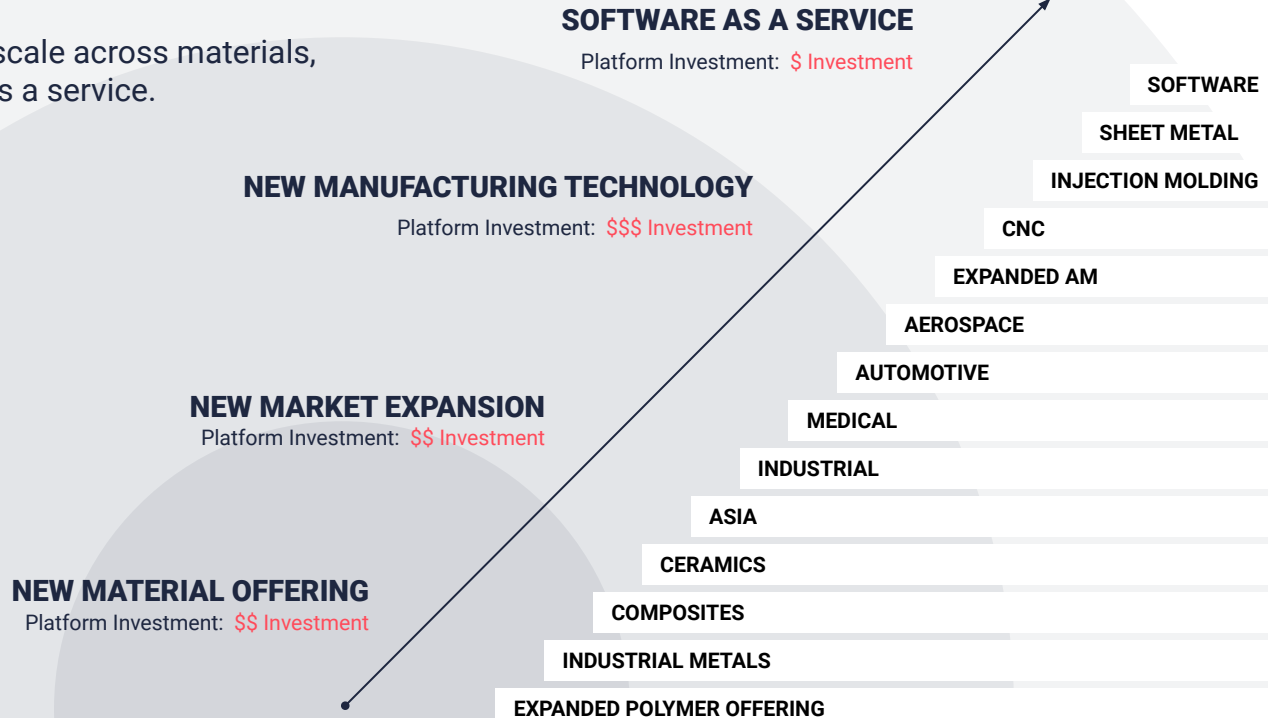 scale across materials,
s a service.
SOFTWARE AS A SERVICE
Platform Investment: $ Investment
NEW MANUFACTURING TECHNOLOGY
Platform Investment: $$$ Investment
NEW MARKET EXPANSION
Platform Investment: $$ Investment
NEW MATERIAL OFFERING
Platform Investment: $$ Investment
SOFTWARE
SHEET METAL
INJECTION MOLDING
CNC
EXPANDED AM
AEROSPACE
AUTOMOTIVE
MEDICAL
INDUSTRIAL
ASIA
CERAMICS
COMPOSITES
INDUSTRIAL METALS
EXPANDED POLYMER OFFERING